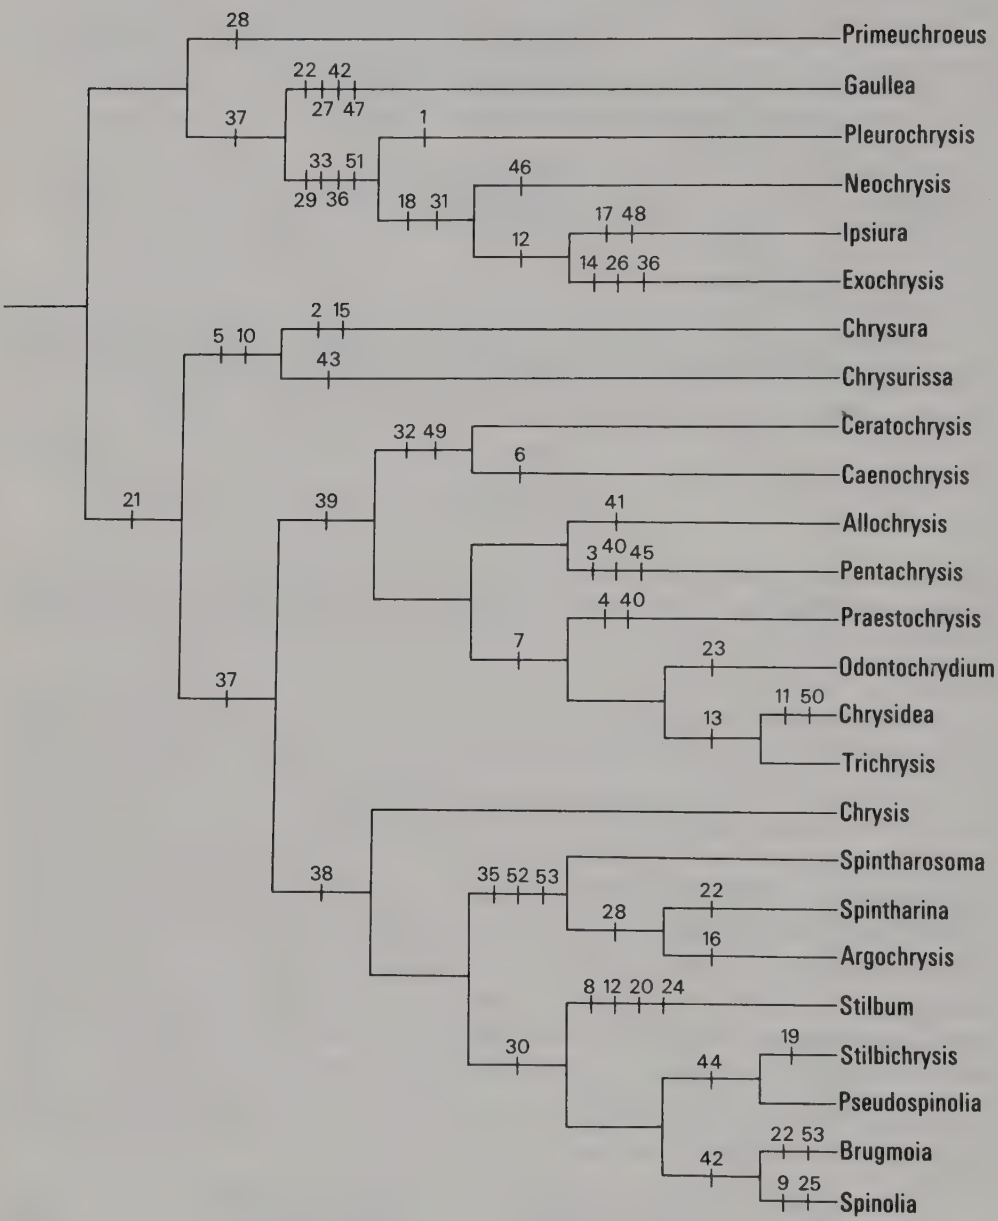 28
Primeuchroeus
22 42
Gaullea
27 47
37
1
Pleurochrysis
33 51
29 36
46
Neochrysis
18 31
17 48
Ipsiura
12
14 26 36
Exochrysis
2 15
Chrysura
5 10
43
Chrysurissa
32 49
Ceratochrysis
6
Caenochrysis
21
39
41
Allochrysis
3 40 45
Pentachrysis
4 40
Praestochrysis
7
23
Odontochrydium
37
11 50
Chrysidea
13
Trichrysis
Chrysis
38
35 52 53
Spintharosoma
22
Spintharina
28
16
Argochrysis
8 12 20 24
Stilbum
30
19
Stilbichrysis
44
Pseudospinolia
22 53
Brugmoia
42
9 25
Spinolia